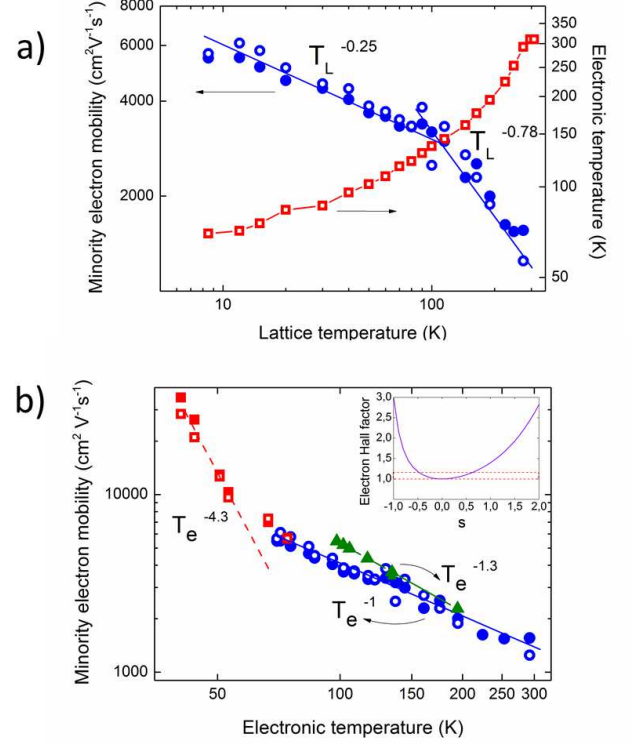 a)
Minority electron mobility (cm²V⁻¹s⁻¹)
8000
6000
4000
2000
T_L^-0.25
T_L^-0.78
350
300
250
200
150
100
50
Electronic temperature (K)
10
100
Lattice temperature (K)
b)
Minority electron mobility (cm² V⁻¹s⁻¹)
10000
1000
T_e^-4.3
T_e^-1.3
T_e^-1
Electron Hall factor
3,0
2,5
2,0
1,5
1,0
-1,0
-0,5
0,0
0,5
1,0
1,5
2,0
s
50
100
150
200
250
300
Electronic temperature (K)